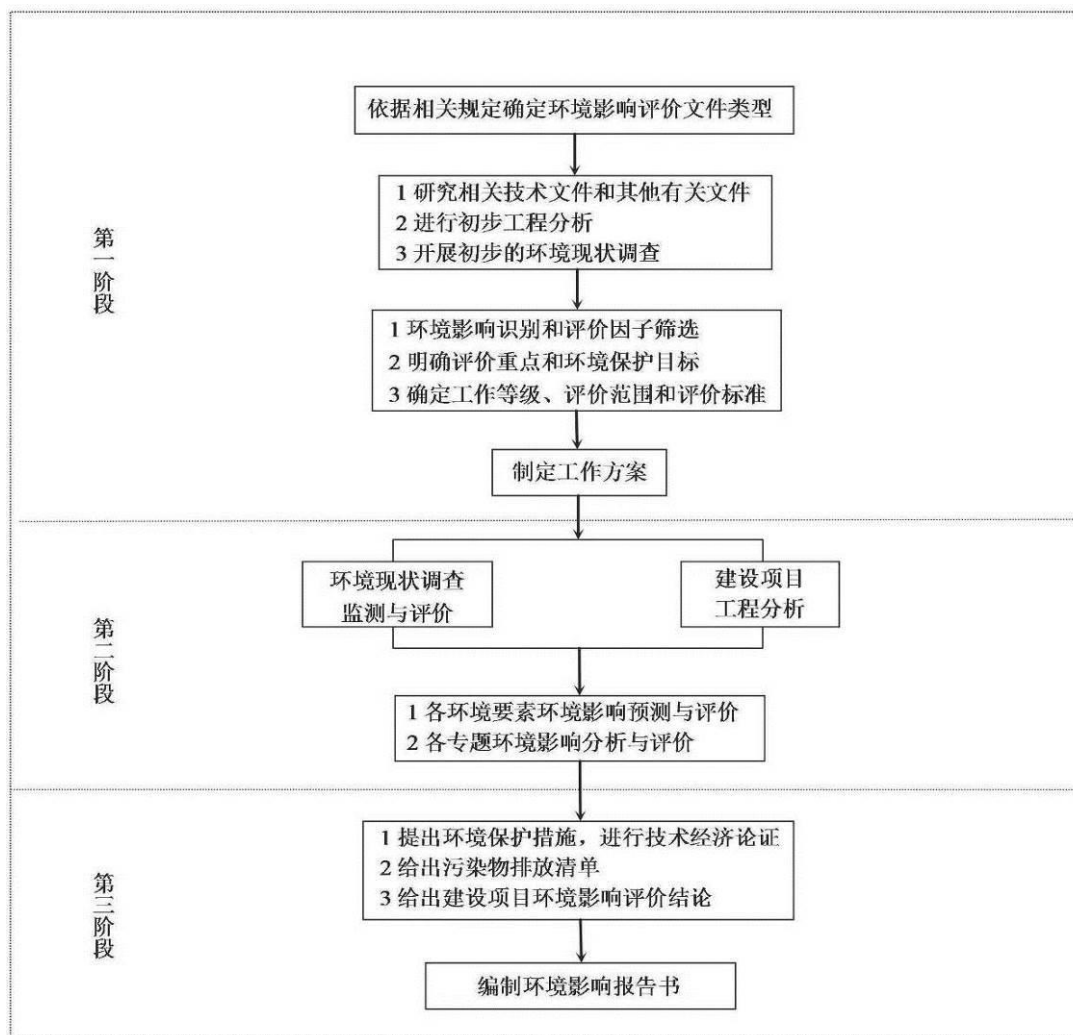 依据相关规定确定环境影响评价文件类型
1 研究相关技术文件和其他有关文件
2 进行初步工程分析
3 开展初步的环境现状调查
第一阶段
1 环境影响识别和评价因子筛选
2 明确评价重点和环境保护目标
3 确定工作等级、评价范围和评价标准
制定工作方案
第二阶段
环境现状调查
监测与评价
建设项目
工程分析
1 各环境要素环境影响预测与评价
2 各专题环境影响分析与评价
第三阶段
1 提出环境保护措施，进行技术经济论证
2 给出污染物排放清单
3 给出建设项目环境影响评价结论
编制环境影响报告书